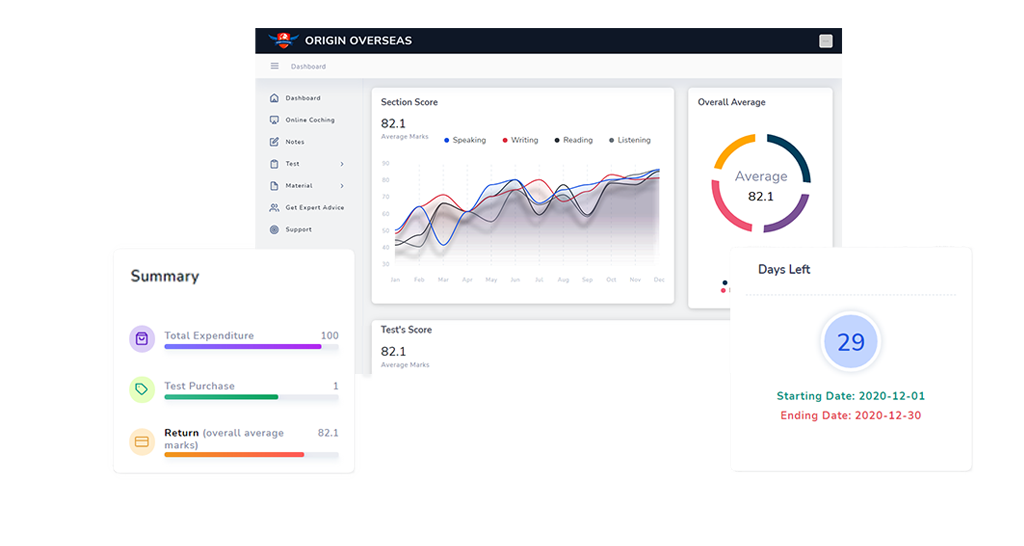 ORIGIN OVERSEAS
Dashboard
Dashboard
Online Coching
Notes
Test
Material
Get Expert Advice
Support
Section Score
82.1
Average Marks
Speaking
Writing
Reading
Listening
90
80
70
60
50
40
30
Jan Feb Mar Apr May Jun Jul Aug Sep Oct Nov Dec
Overall Average
Average
82.1
Test's Score
82.1
Average Marks
Summary
Total Expenditure 100
Test Purchase 1
Return (overall average 82.1
marks)
Days Left
29
Starting Date: 2020-12-01
Ending Date: 2020-12-30